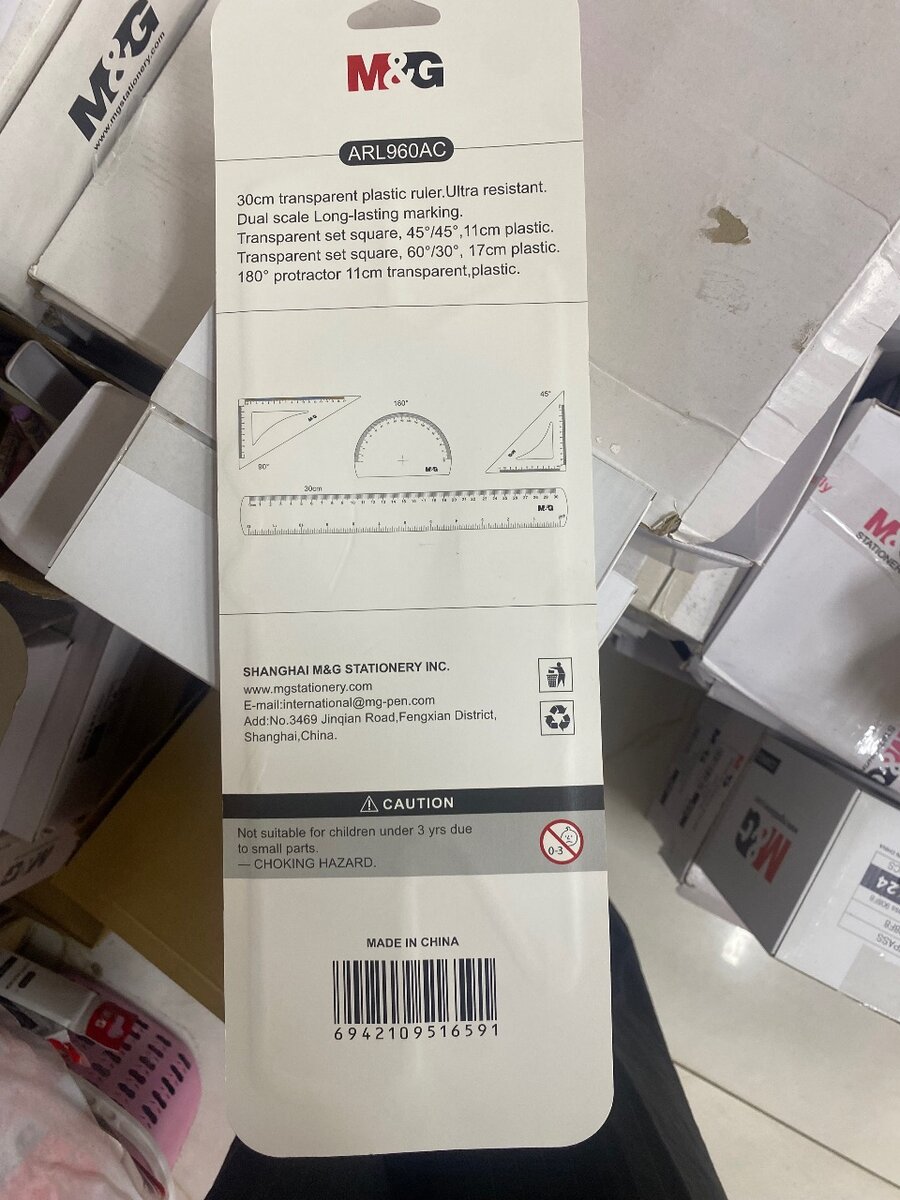 M&G
www.mgstationery.com
M&G
ARL960AC
30cm transparent plastic ruler.Ultra resistant.
Dual scale Long-lasting marking.
Transparent set square, 45°/45°,11cm plastic.
Transparent set square, 60°/30°, 17cm plastic.
180° protractor 11cm transparent,plastic.
160°
45°
90°
M&G
M&G
30cm
M&G
SHANGHAI M&G STATIONERY INC.
www.mgstationery.com
E-mail:international@mg-pen.com
Add:No.3469 Jinqian Road,Fengxian District,
Shanghai,China.
CAUTION
Not suitable for children under 3 yrs due
to small parts.
— CHOKING HAZARD.
0-3
MADE IN CHINA
6942109516591
M&G
24